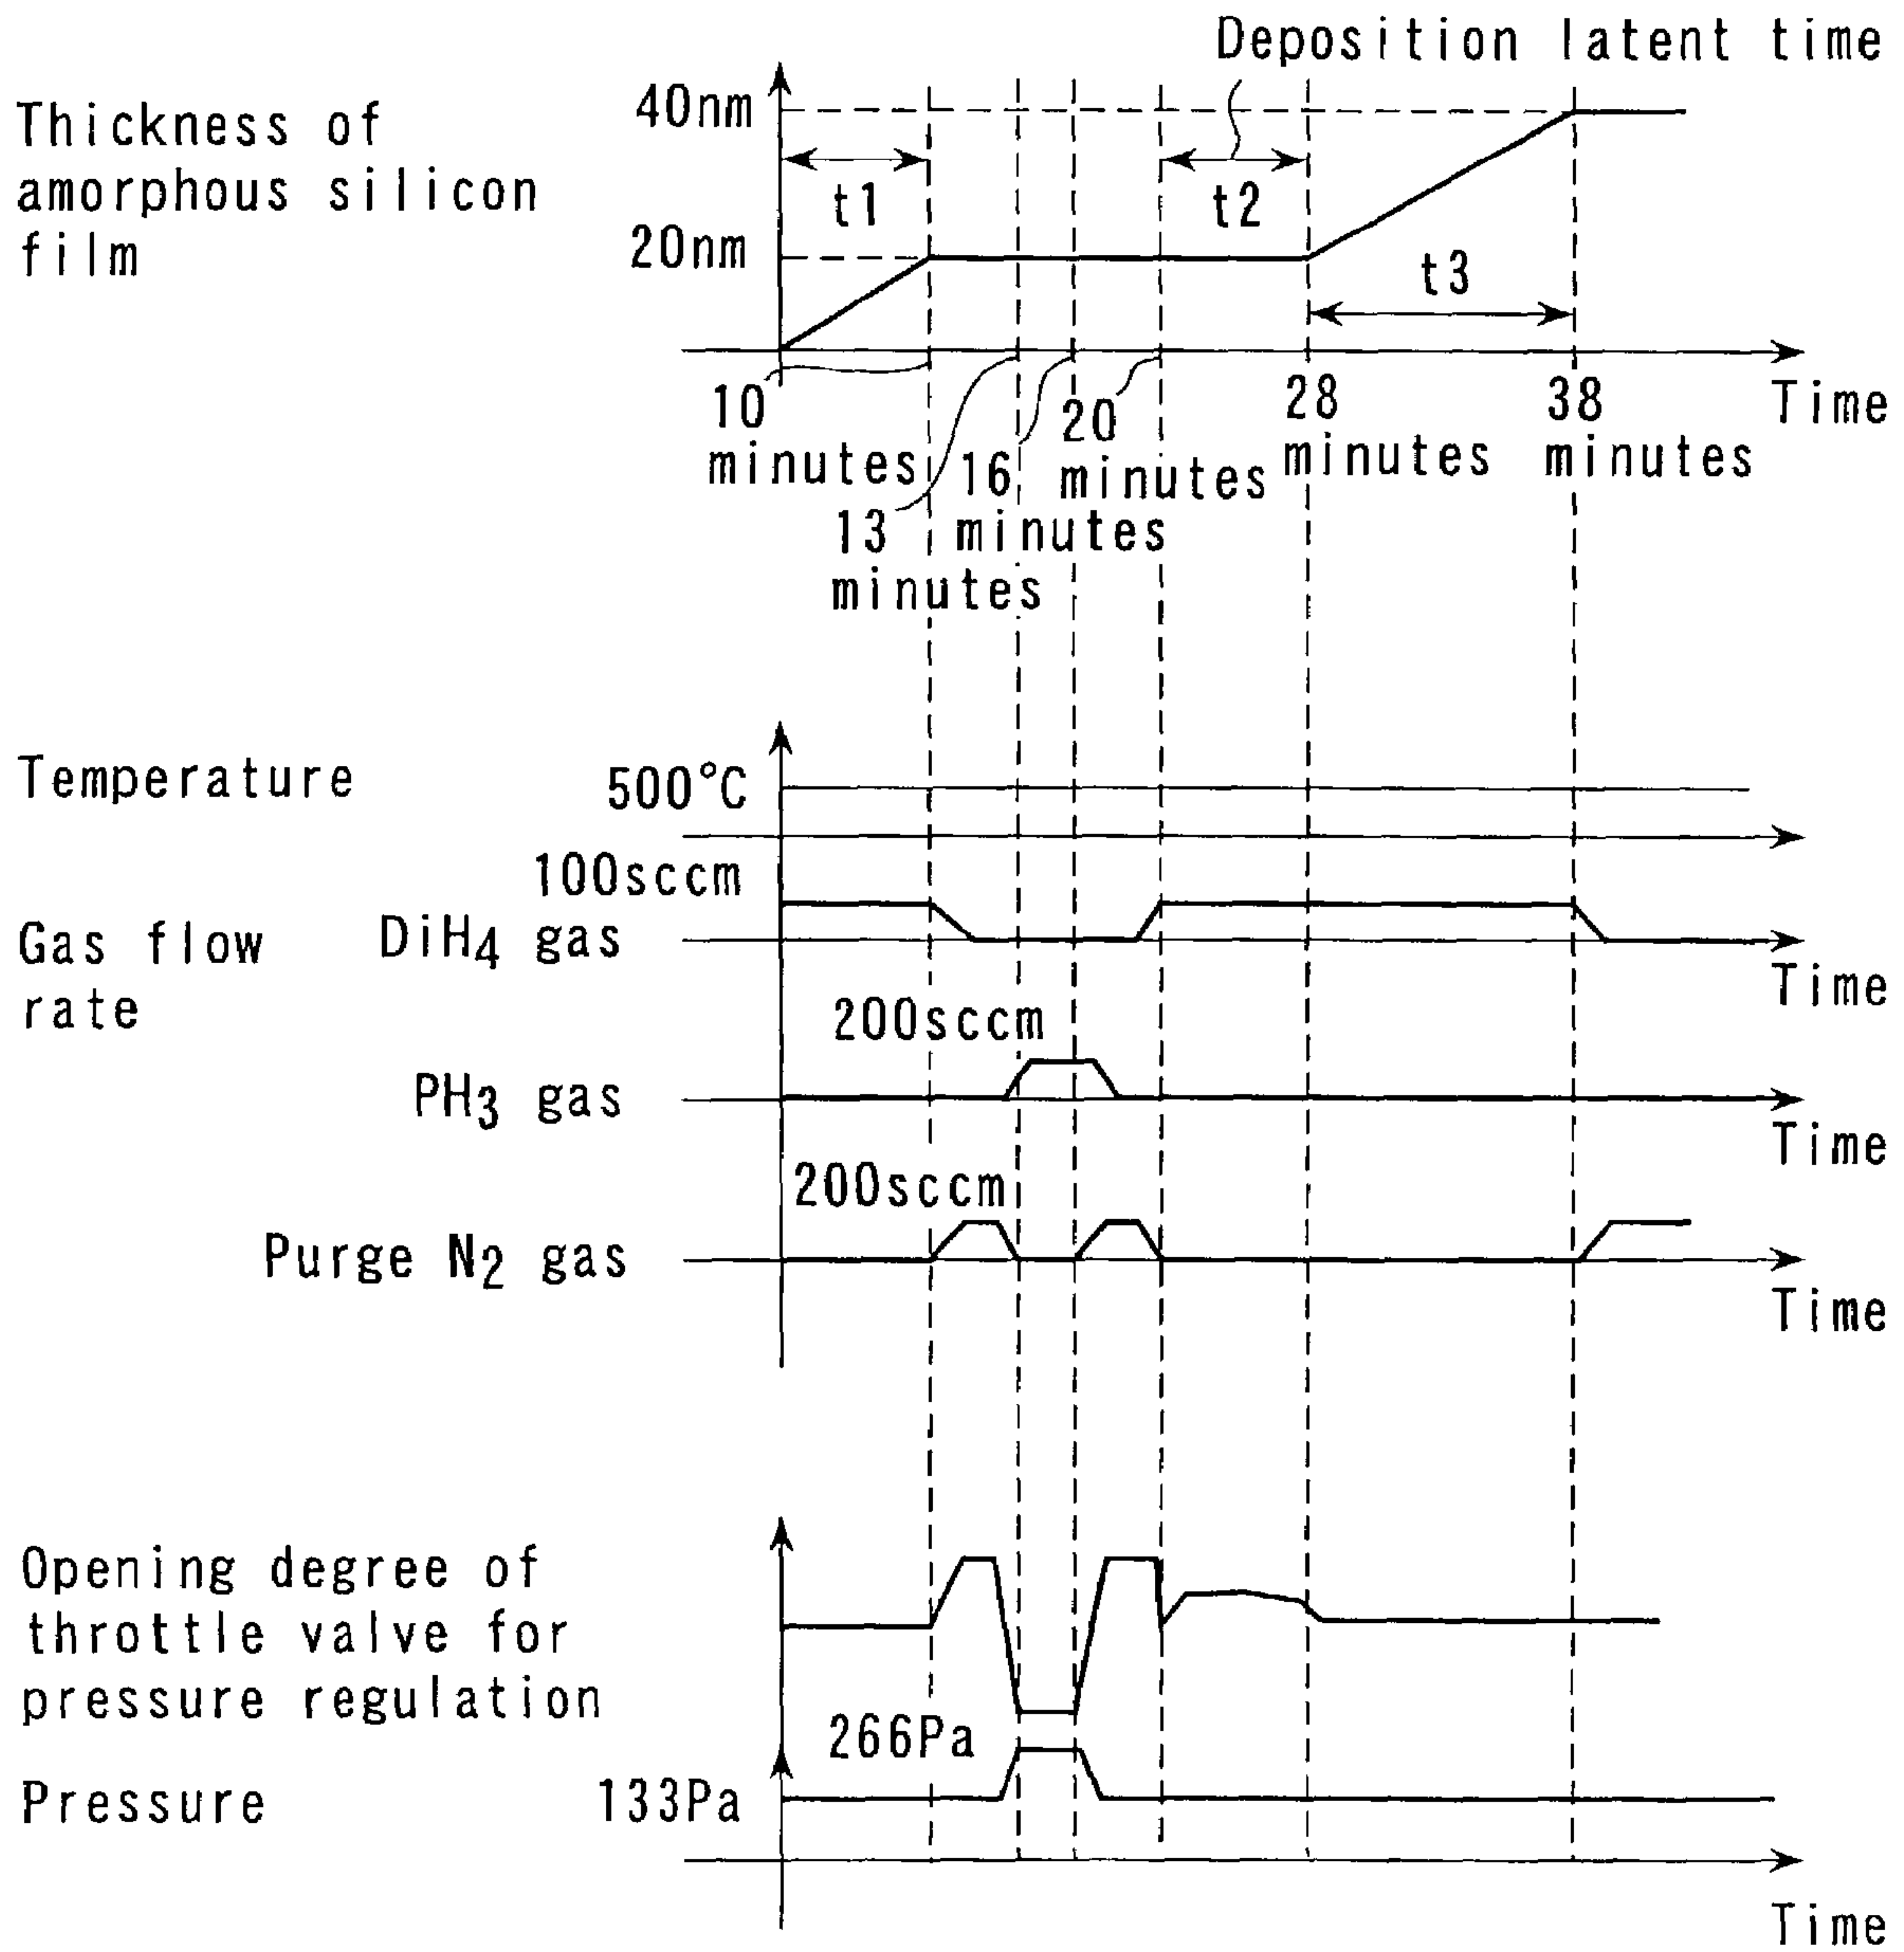 Deposition latent time
40nm
Thickness of
amorphous silicon
film
t1
t2
20nm
t3
10
minutes
13
minutes
16
minutes
20
minutes
28
minutes
38
minutes
Time
Temperature
500°C
100sccm
Gas flow
rate
DiH4 gas
Time
200sccm
PH3 gas
Time
200sccm
Purge N2 gas
Time
Opening degree of
throttle valve for
pressure regulation
266Pa
Pressure
133Pa
Time